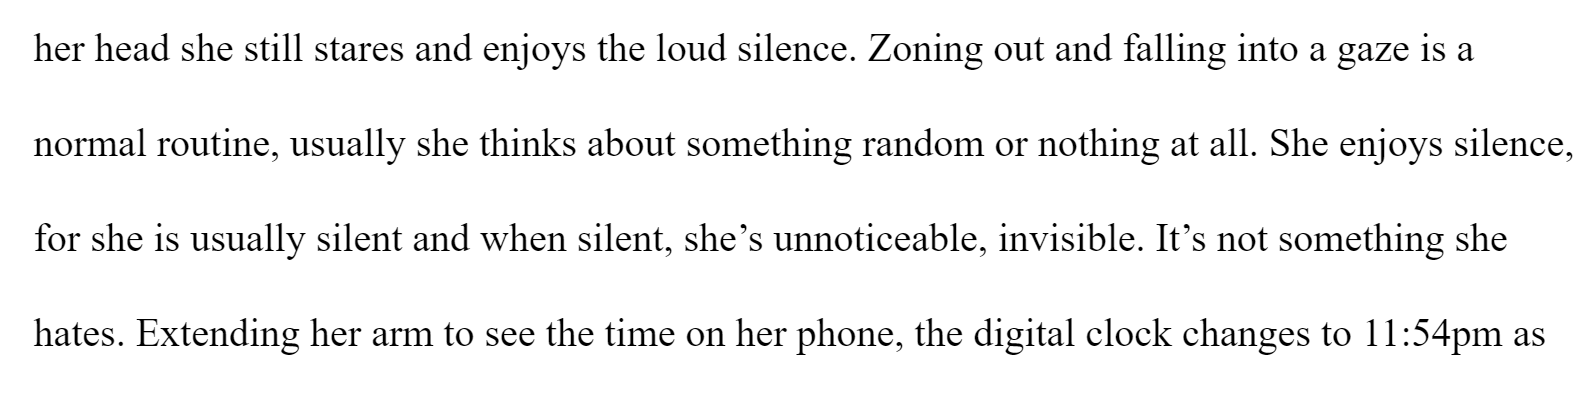 her head she still stares and enjoys the loud silence. Zoning out and falling into a gaze is a
normal routine, usually she thinks about something random or nothing at all. She enjoys silence,
for she is usually silent and when silent, she’s unnoticeable, invisible. It’s not something she
hates. Extending her arm to see the time on her phone, the digital clock changes to 11:54pm as